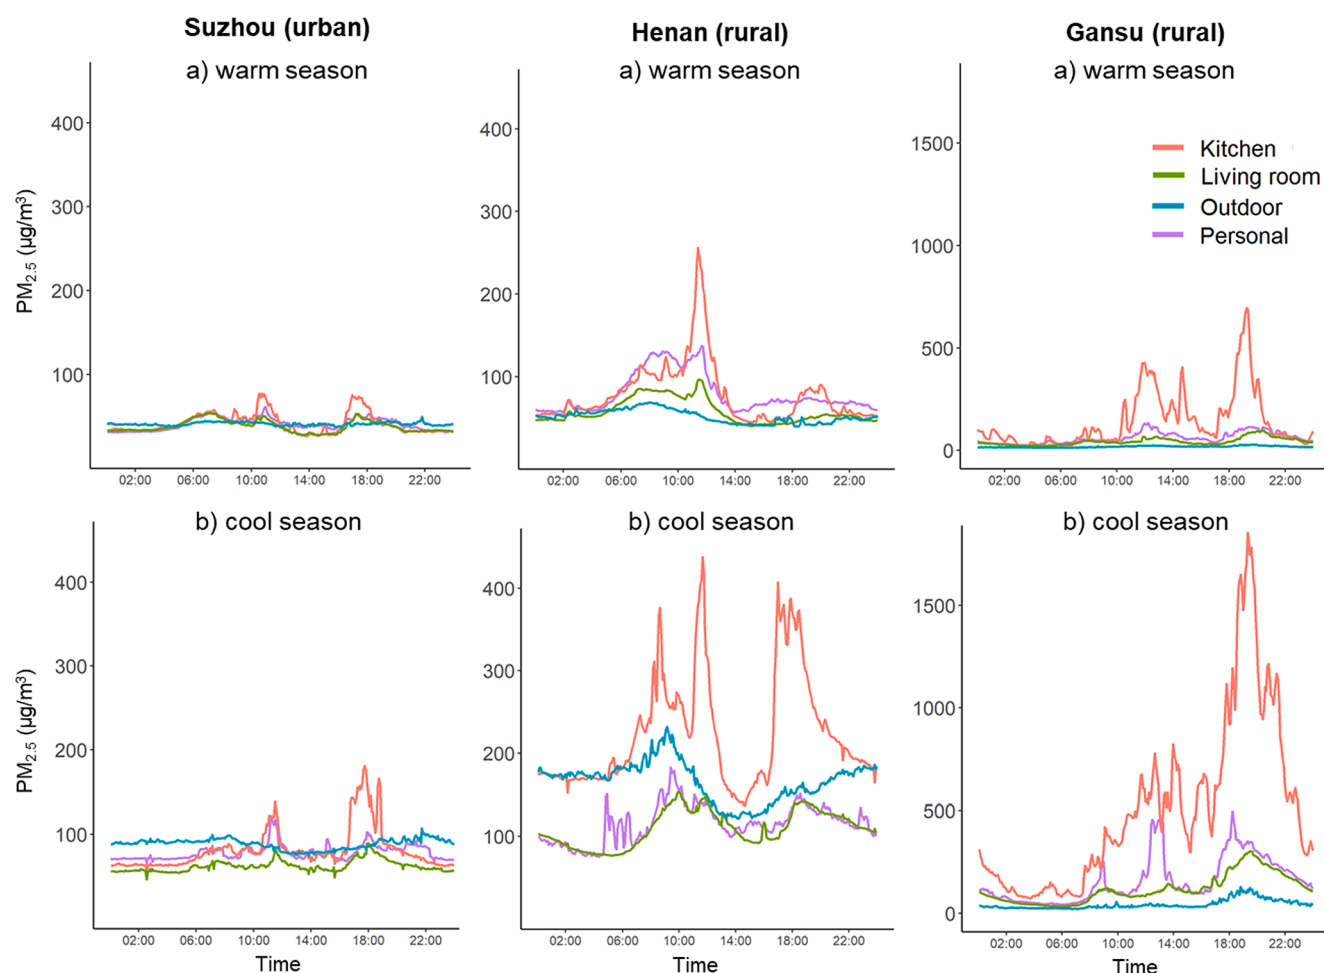 Suzhou (urban)
Henan (rural)
Gansu (rural)
a) warm season
a) warm season
a) warm season
PM2.5 (µg/m³)
400
300
200
100
02:00 06:00 10:00 14:00 18:00 22:00
400
300
200
100
02:00 06:00 10:00 14:00 18:00 22:00
1500
1000
500
0
02:00 06:00 10:00 14:00 18:00 22:00
Kitchen
Living room
Outdoor
Personal
b) cool season
b) cool season
b) cool season
PM2.5 (µg/m³)
400
300
200
100
02:00 06:00 10:00 14:00 18:00 22:00
Time
400
300
200
100
02:00 06:00 10:00 14:00 18:00 22:00
Time
1500
1000
500
0
02:00 06:00 10:00 14:00 18:00 22:00
Time